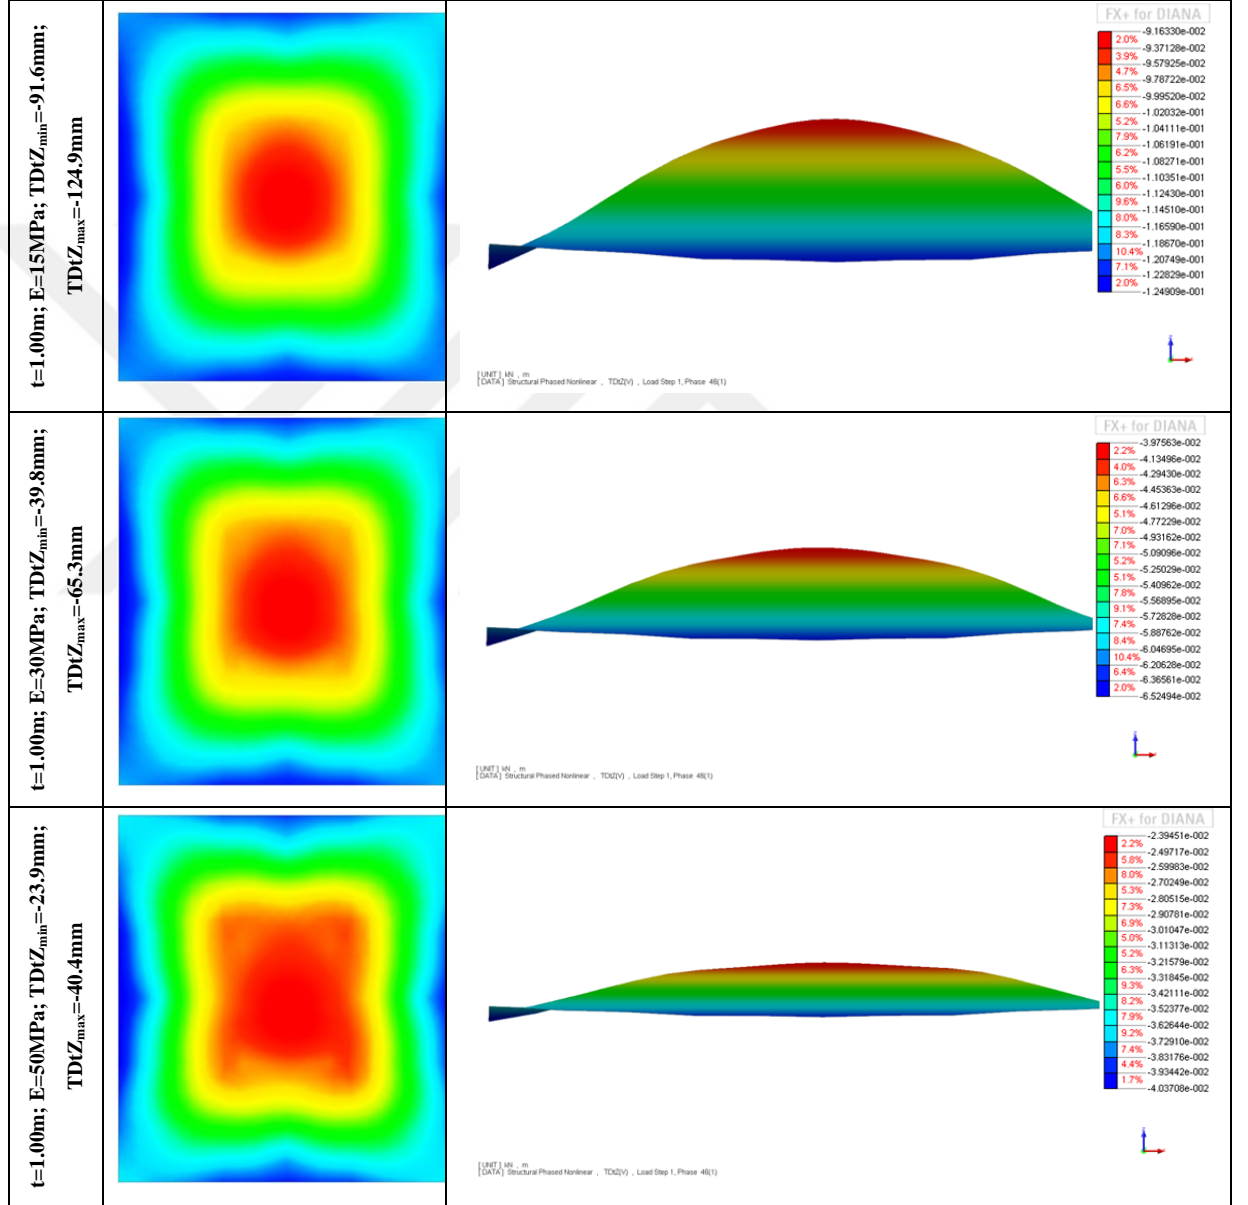 t=1.00m; E=15MPa; TDtZmin=-91.6mm;
TDtZmax=-124.9mm
FX+ for DIANA
-9.16330e-002
2.0%
-9.37128e-002
3.9%
-9.57925e-002
4.7%
-9.78722e-002
6.5%
-9.99520e-002
6.6%
-1.02032e-001
5.2%
-1.04111e-001
7.9%
-1.06191e-001
6.2%
-1.08271e-001
5.5%
-1.10351e-001
6.0%
-1.12430e-001
9.6%
-1.14510e-001
8.0%
-1.16590e-001
8.3%
-1.18670e-001
10.4%
-1.20749e-001
7.1%
-1.22829e-001
2.0%
-1.24909e-001
[UNIT] kN , m
[DATA] Structural Phased Nonlinear , TDtZ(V) , Load Step 1, Phase 46(1)
t=1.00m; E=30MPa; TDtZmin=-39.8mm;
TDtZmax=-65.3mm
FX+ for DIANA
-3.97563e-002
2.2%
-4.13496e-002
4.0%
-4.29430e-002
6.3%
-4.45363e-002
6.6%
-4.61296e-002
5.1%
-4.77229e-002
7.0%
-4.93162e-002
7.1%
-5.09096e-002
5.2%
-5.25029e-002
5.1%
-5.40962e-002
7.8%
-5.56895e-002
9.1%
-5.72828e-002
7.4%
-5.88762e-002
8.4%
-6.04695e-002
10.4%
-6.20628e-002
6.4%
-6.36561e-002
2.0%
-6.52494e-002
[UNIT] kN , m
[DATA] Structural Phased Nonlinear , TDtZ(V) , Load Step 1, Phase 46(1)
t=1.00m; E=50MPa; TDtZmin=-23.9mm;
TDtZmax=-40.4mm
FX+ for DIANA
-2.39451e-002
2.2%
-2.49717e-002
5.8%
-2.59983e-002
8.0%
-2.70249e-002
5.3%
-2.80515e-002
7.3%
-2.90781e-002
6.9%
-3.01047e-002
5.0%
-3.11313e-002
5.2%
-3.21579e-002
6.3%
-3.31845e-002
9.3%
-3.42111e-002
8.2%
-3.52377e-002
7.9%
-3.62644e-002
9.2%
-3.72910e-002
7.4%
-3.83176e-002
4.4%
-3.93442e-002
1.7%
-4.03708e-002
[UNIT] kN , m
[DATA] Structural Phased Nonlinear , TDtZ(V) , Load Step 1, Phase 46(1)